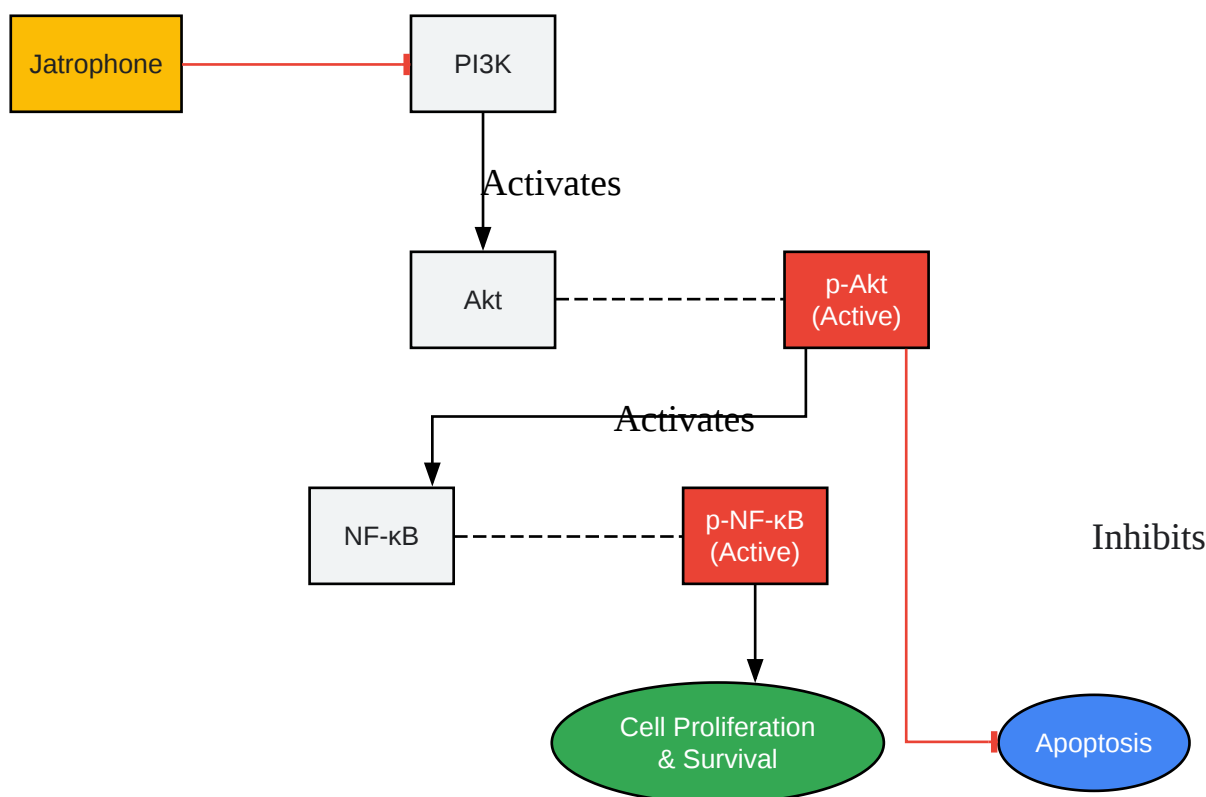 Jatrophone
PI3K
Activates
Akt
p-Akt
(Active)
Activates
NF-κB
p-NF-κB
(Active)
Inhibits
Cell Proliferation
& Survival
Apoptosis